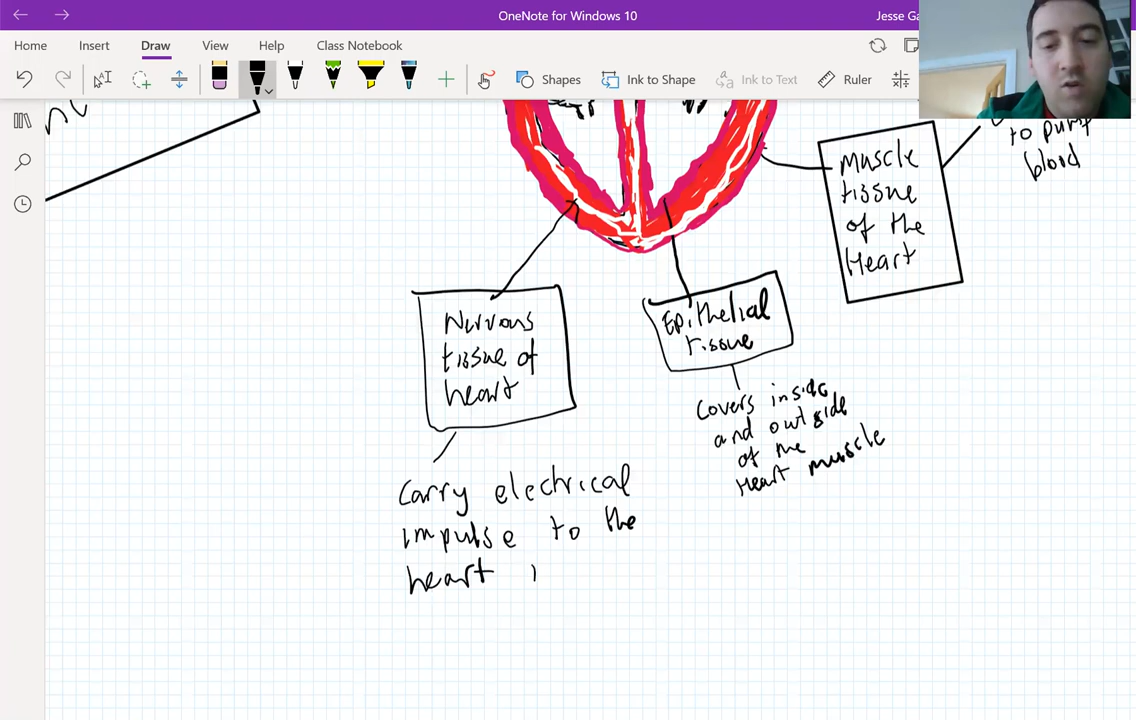 OneNote for Windows 10
Jesse Ga
Home Insert Draw View Help Class Notebook
Shapes Ink to Shape Ink to Text Ruler
to pump
blood
Muscle
tissue
of the
Heart
Nervous
tissue of
heart
Epithelial
tissue
Covers inside
and outside
of the
Heart muscle
Carry electrical
impulse to the
heart